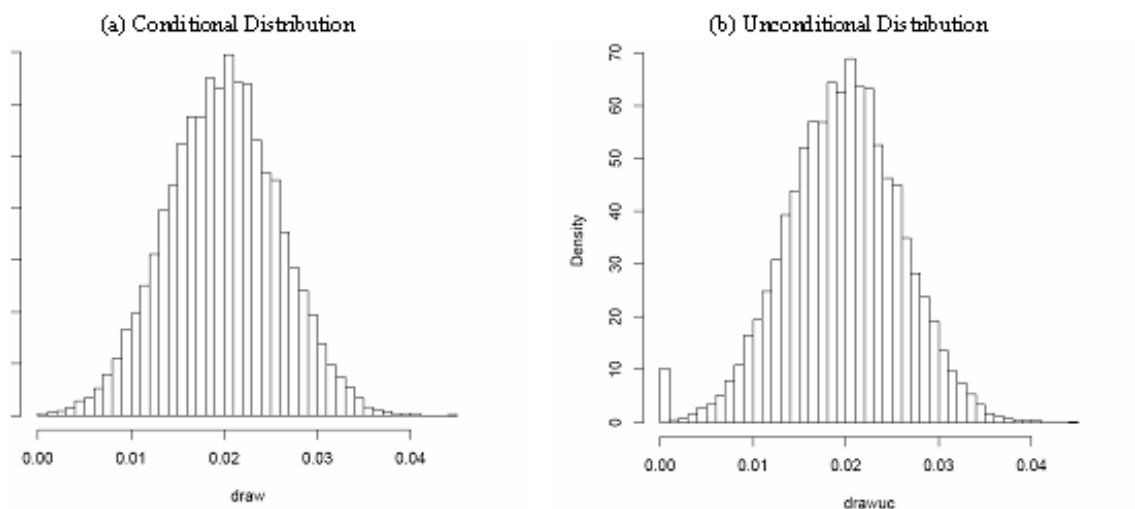 (a) Conditional Distribution
0.00 0.01 0.02 0.03 0.04
draw
(b) Unconditional Distribution
70
60
50
40
30
20
10
0
Density
0.00 0.01 0.02 0.03 0.04
drawuc